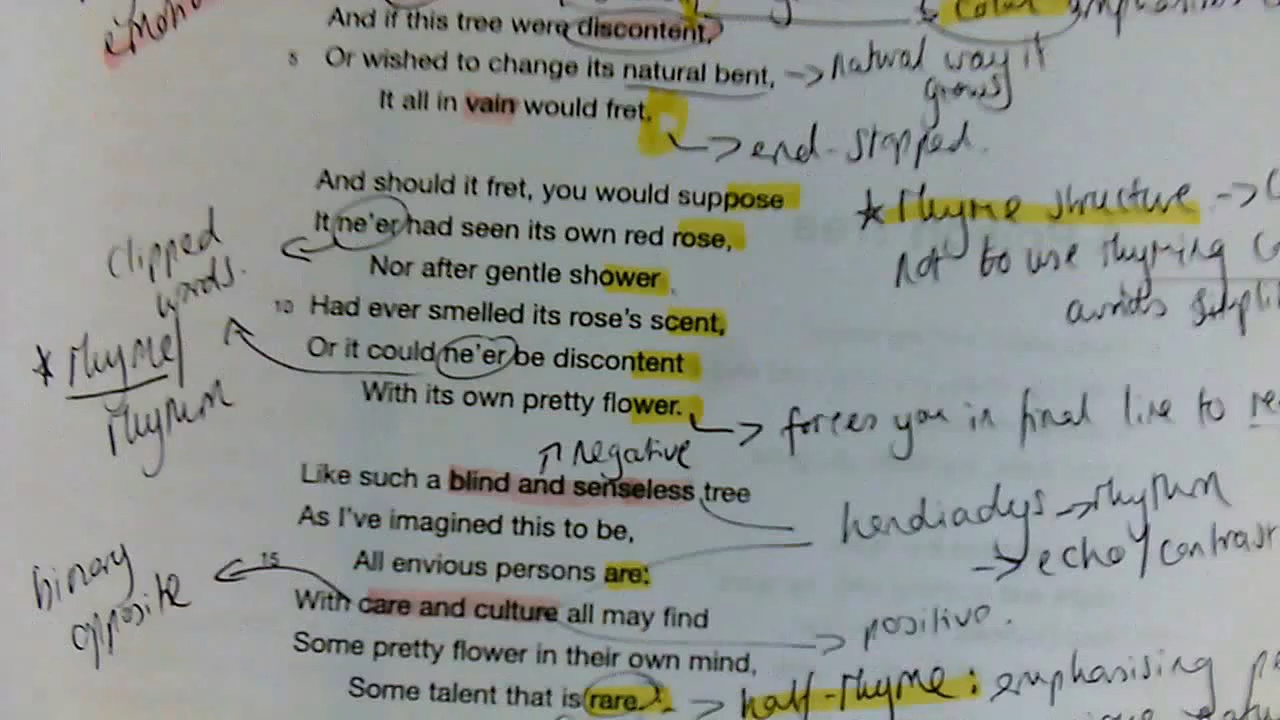 emotio
color emphasises
And if this tree were discontent,
5 Or wished to change its natural bent, -> natural way it
grows
It all in vain would fret.
-> end-stopped.
And should it fret, you would suppose
* Rhyme structure ->
It ne'er had seen its own red rose,
clipped
words.
not to use rhyming
Nor after gentle shower
avoids
10 Had ever smelled its rose's scent,
* rhyme/
rhythm
Or it could ne'er be discontent
With its own pretty flower.
-> forces you in final line to
↑ negative
Like such a blind and senseless tree
hendiadys -> rhythm
-> echo/contrast
As I've imagined this to be,
15 All envious persons are:
binary
opposite
With care and culture all may find
-> positive.
Some pretty flower in their own mind,
Some talent that is rare.
-> half-rhyme: emphasising